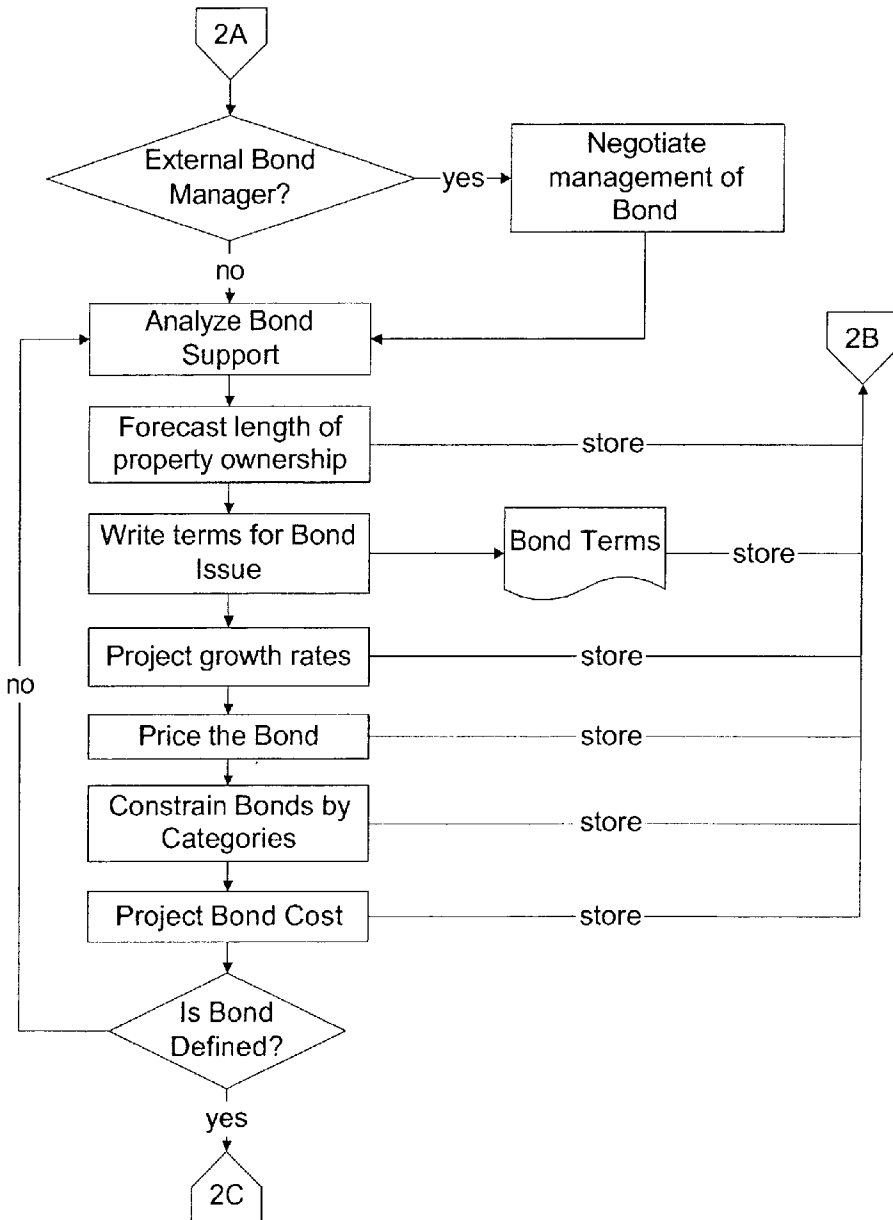 2A
External Bond
Manager?
yes
Negotiate
management of
Bond
no
Analyze Bond
Support
2B
Forecast length of
property ownership
store
Write terms for Bond
Issue
Bond Terms
store
no
Project growth rates
store
Price the Bond
store
Constrain Bonds by
Categories
store
Project Bond Cost
store
Is Bond
Defined?
yes
2C